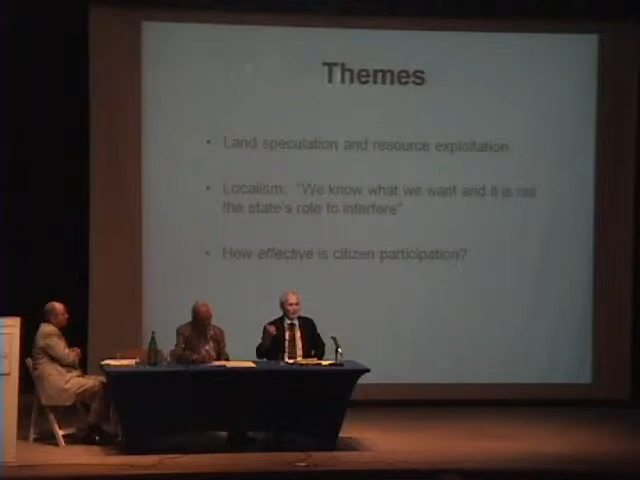 Themes
• Land speculation and resource exploitation
• Localism: "We know what we want and it is not
the state's role to interfere"
• How effective is citizen participation?